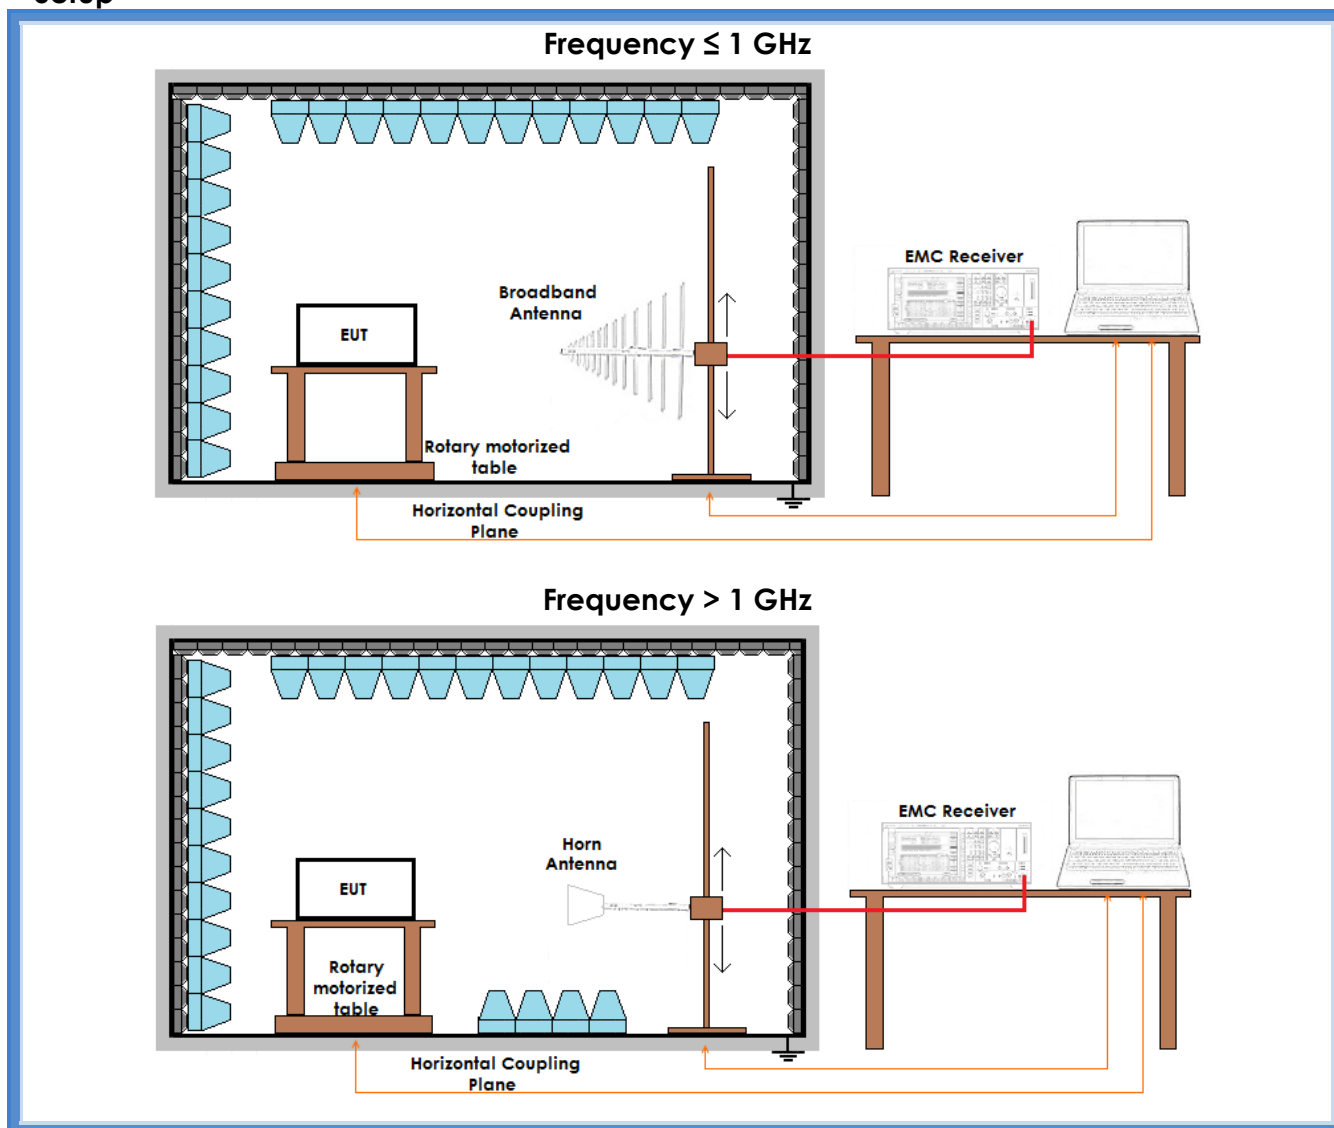 Setup
Frequency ≤ 1 GHz
EMC Receiver
Broadband
Antenna
EUT
Rotary motorized
table
Horizontal Coupling
Plane
Frequency > 1 GHz
EMC Receiver
Horn
Antenna
EUT
Rotary
motorized
table
Horizontal Coupling
Plane